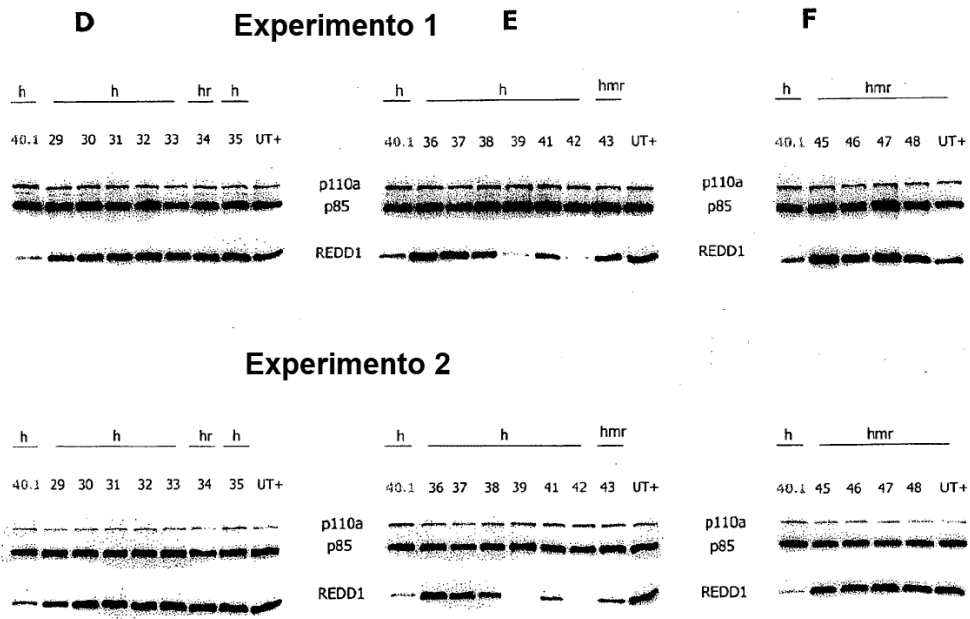 D Experimento 1 E F
h h hr h h h hmr h hmr
40.1 29 30 31 32 33 34 35 UT+ 40.1 36 37 38 39 41 42 43 UT+ 40.1 45 46 47 48 UT+
p110a p110a
p85 p85
REDD1 REDD1
Experimento 2
h h hr h h h hmr h hmr
40.1 29 30 31 32 33 34 35 UT+ 40.1 36 37 38 39 41 42 43 UT+ 40.1 45 46 47 48 UT+
p110a p110a
p85 p85
REDD1 REDD1